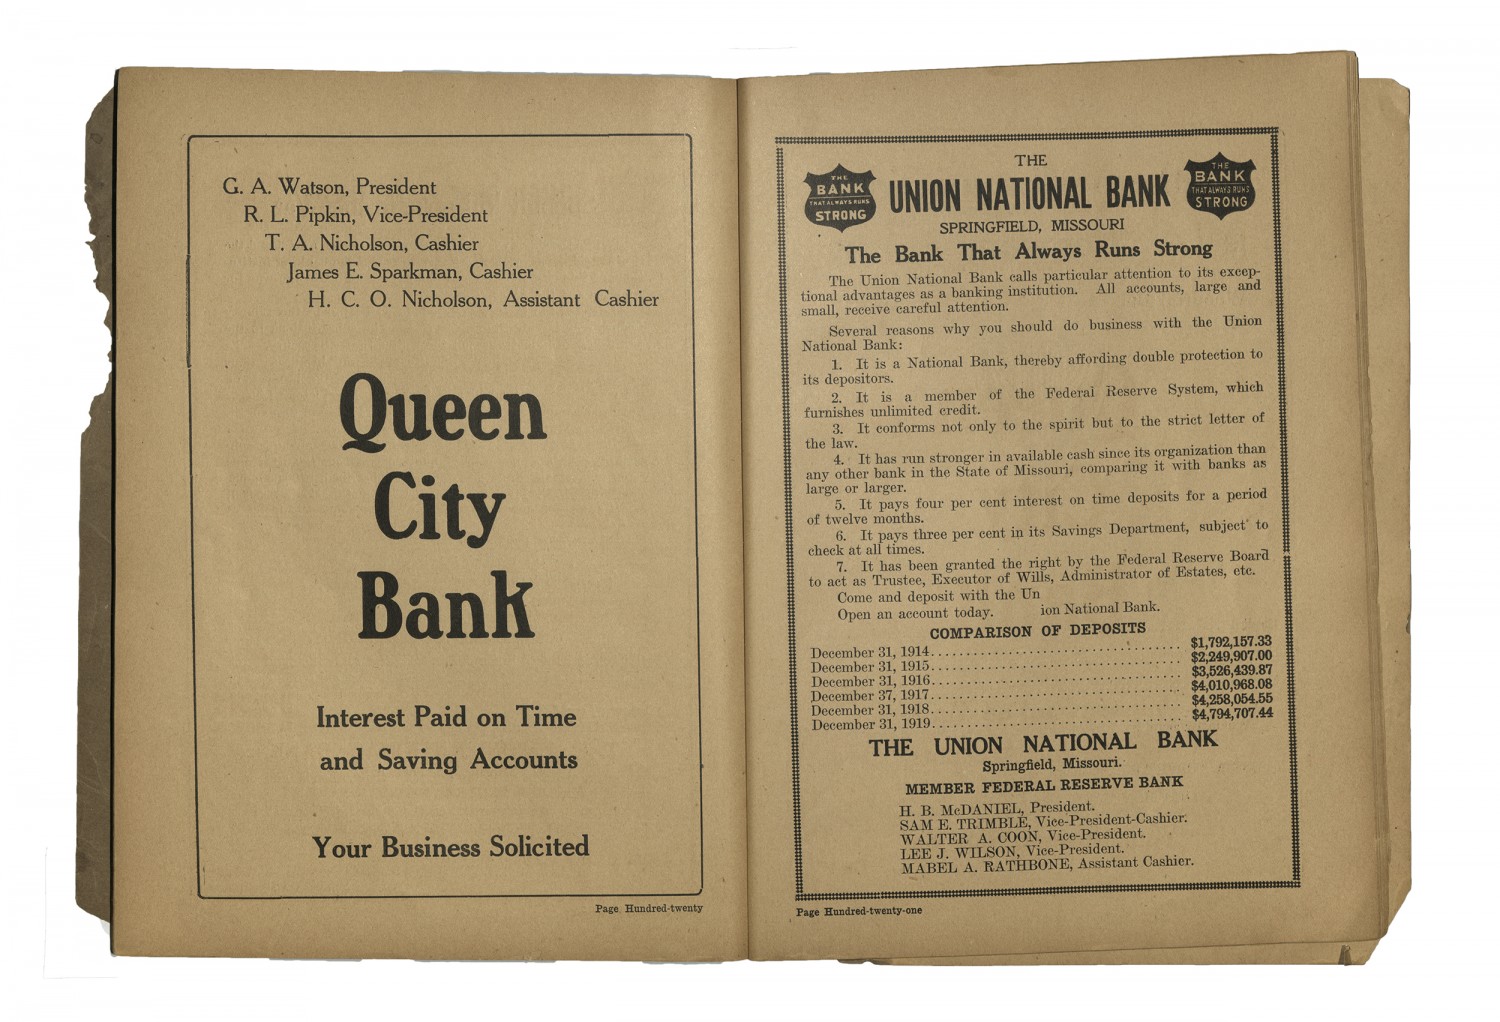 G. A. Watson, President
R. L. Pipkin, Vice-President
T. A. Nicholson, Cashier
James E. Sparkman, Cashier
H. C. O. Nicholson, Assistant Cashier
Queen
City
Bank
Interest Paid on Time
and Saving Accounts
Your Business Solicited
Page Hundred-twenty
THE
BANK
THAT ALWAYS RUNS
STRONG
THE
UNION NATIONAL BANK
SPRINGFIELD, MISSOURI
THE
BANK
THAT ALWAYS RUNS
STRONG
The Bank That Always Runs Strong
The Union National Bank calls particular attention to its excep-
tional advantages as a banking institution. All accounts, large and
small, receive careful attention.
Several reasons why you should do business with the Union
National Bank:
1. It is a National Bank, thereby affording double protection to
its depositors.
2. It is a member of the Federal Reserve System, which
furnishes unlimited credit.
3. It conforms not only to the spirit but to the strict letter of
the law.
4. It has run stronger in available cash since its organization than
any other bank in the State of Missouri, comparing it with banks as
large or larger.
5. It pays four per cent interest on time deposits for a period
of twelve months.
6. It pays three per cent in its Savings Department, subject to
check at all times.
7. It has been granted the right by the Federal Reserve Board
to act as Trustee, Executor of Wills, Administrator of Estates, etc.
Come and deposit with the Un
Open an account today. ion National Bank.
COMPARISON OF DEPOSITS
December 31, 1914 $1,792,157.33
December 31, 1915 $2,249,907.00
December 31, 1916 $3,526,439.87
December 37, 1917 $4,010,968.08
December 31, 1918 $4,258,054.55
December 31, 1919 $4,794,707.44
THE UNION NATIONAL BANK
Springfield, Missouri.
MEMBER FEDERAL RESERVE BANK
H. B. McDANIEL, President.
SAM E. TRIMBLE, Vice-President-Cashier.
WALTER A. COON, Vice-President.
LEE J. WILSON, Vice-President.
MABEL A. RATHBONE, Assistant Cashier.
Page Hundred-twenty-one